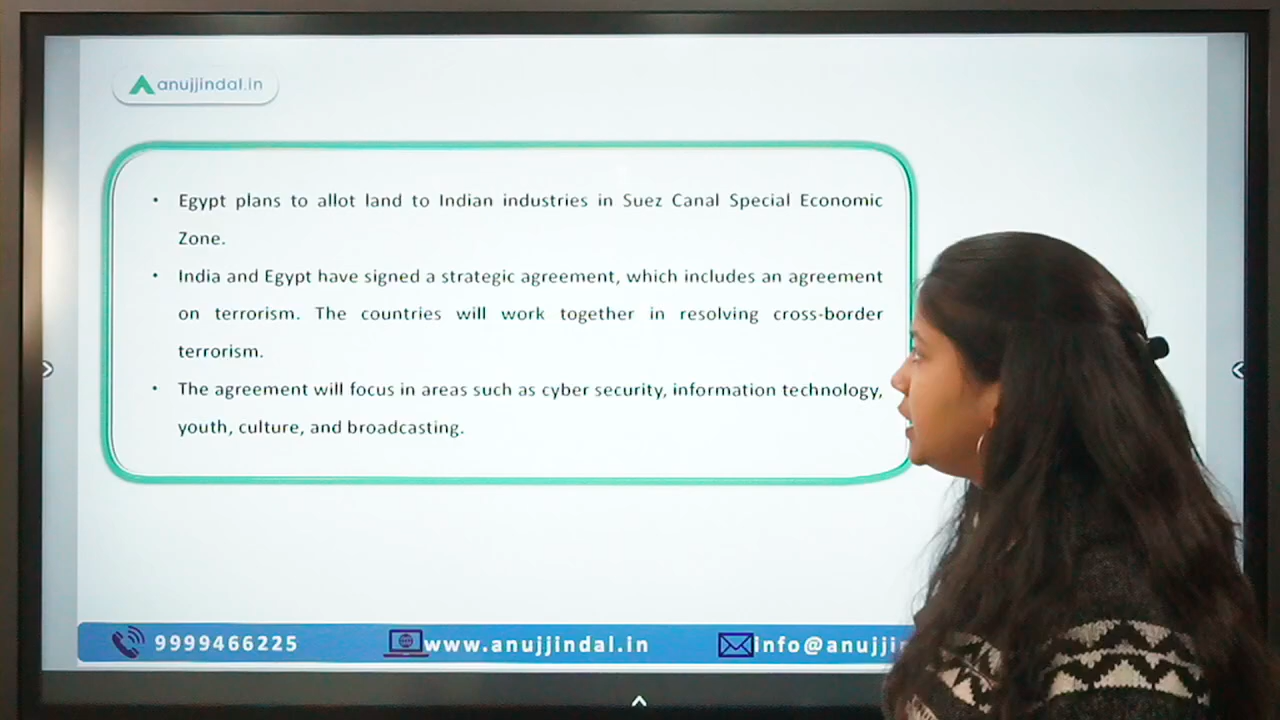 anujjindal.in
• Egypt plans to allot land to Indian industries in Suez Canal Special Economic
Zone.
• India and Egypt have signed a strategic agreement, which includes an agreement
on terrorism. The countries will work together in resolving cross-border
terrorism.
• The agreement will focus in areas such as cyber security, information technology,
youth, culture, and broadcasting.
9999466225 www.anujjindal.in